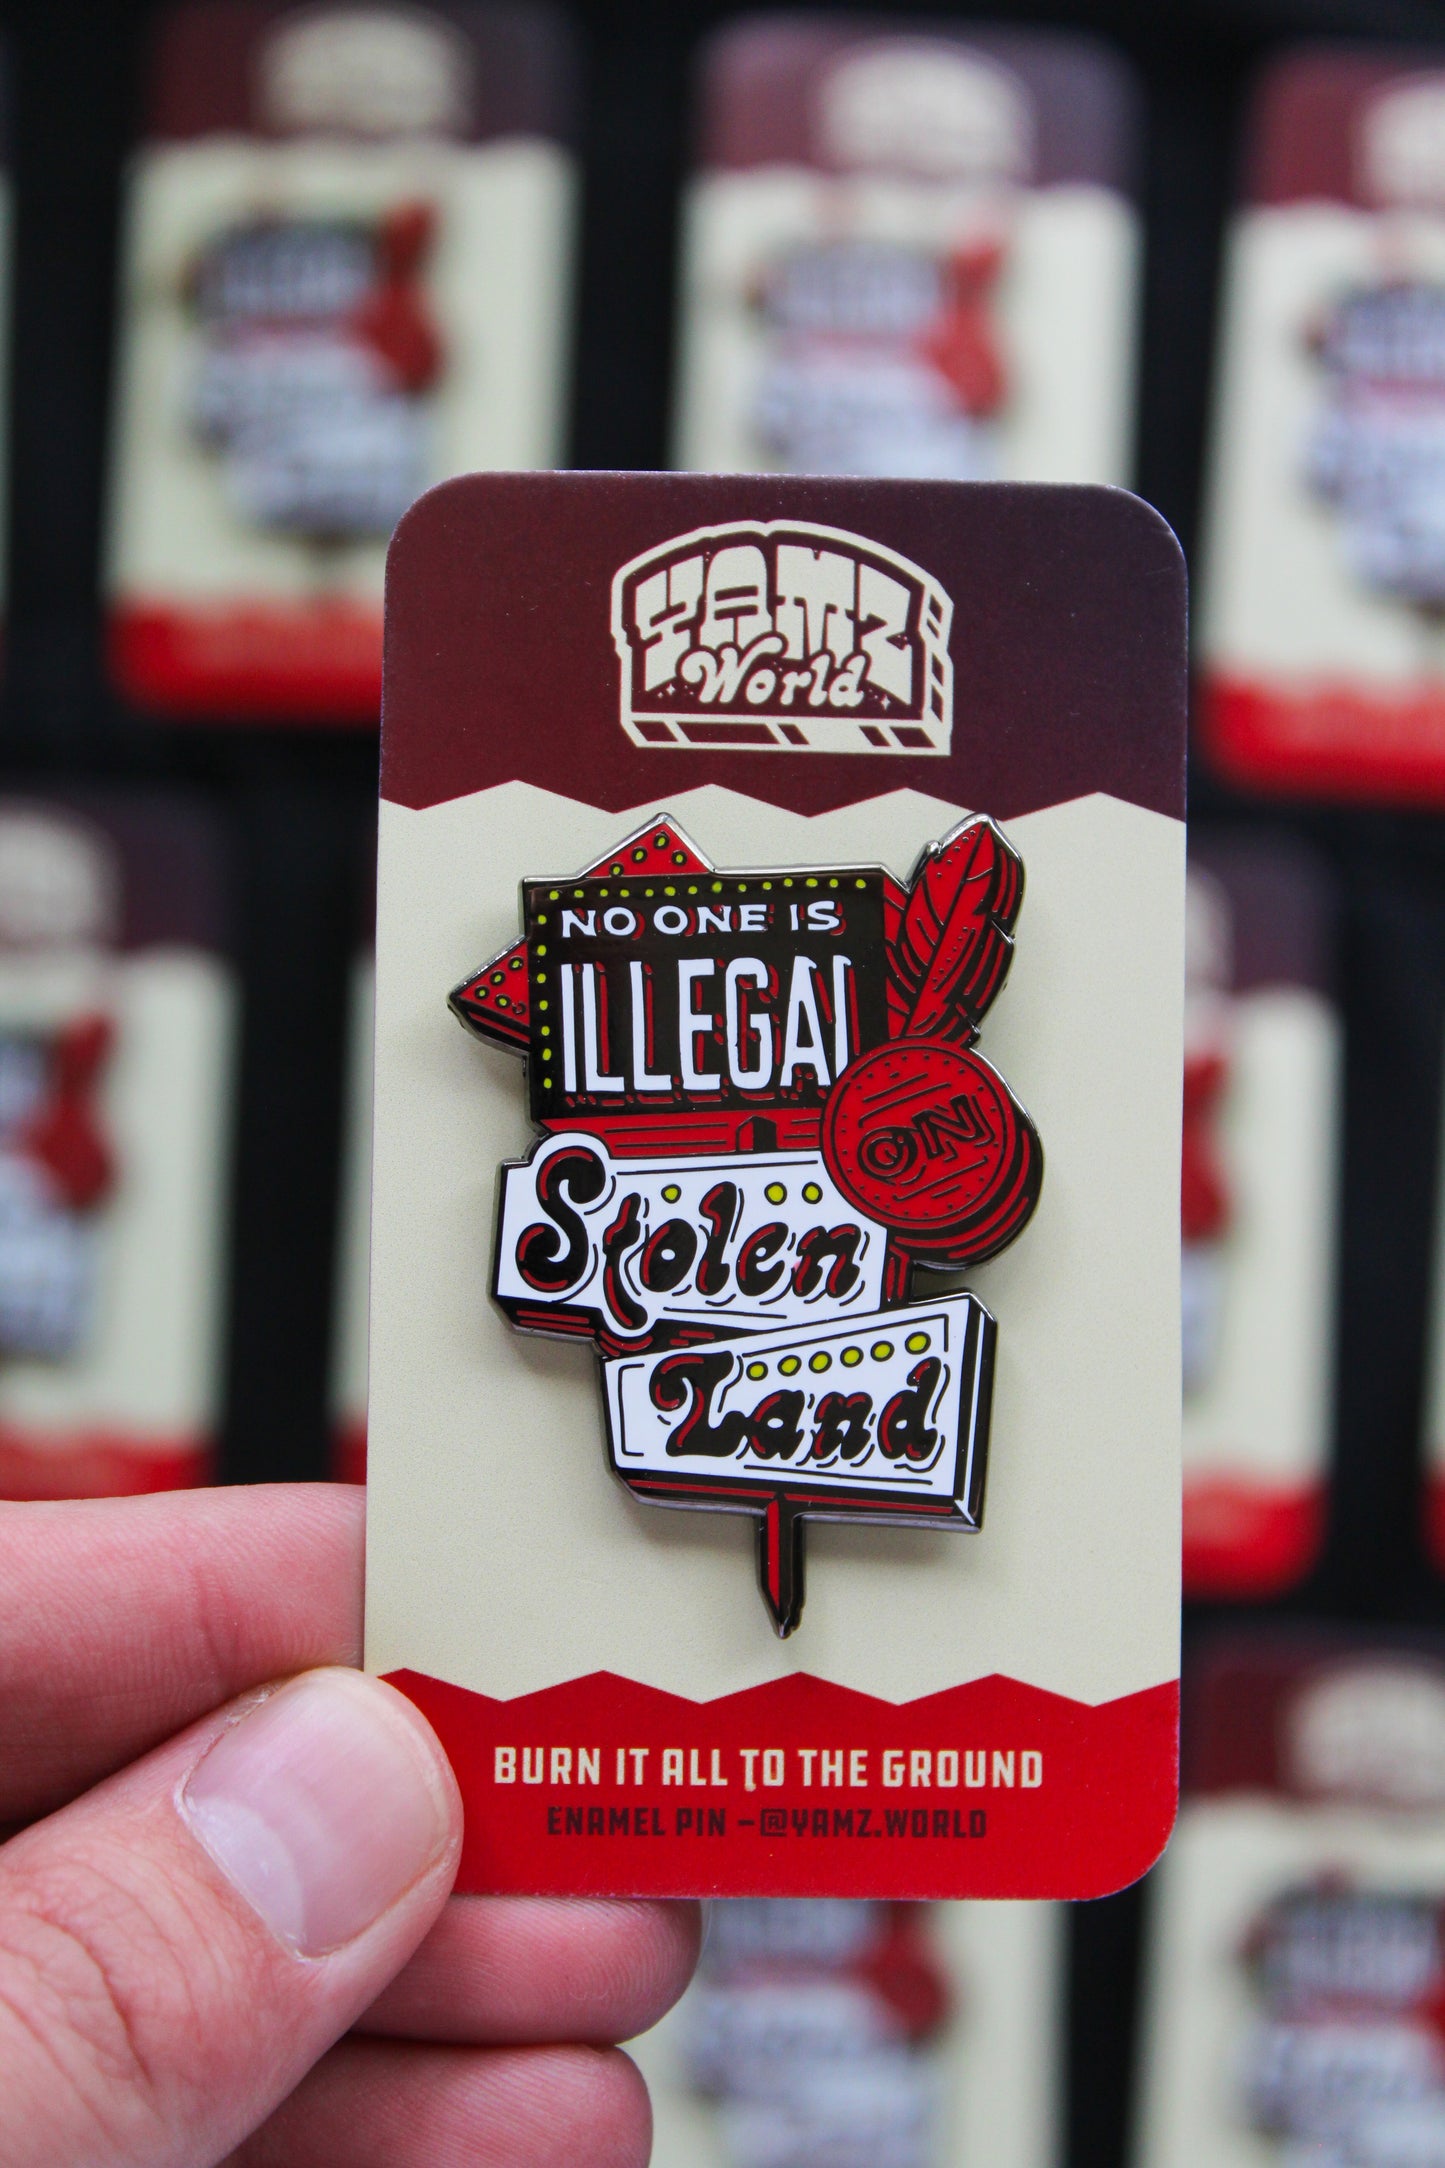 YAMZ
World
NO ONE IS
ILLEGAL
ON
Stolen
Land
BURN IT ALL TO THE GROUND
ENAMEL PIN - @YAMZ.WORLD